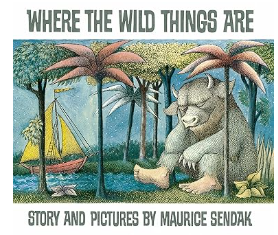 WHERE THE WILD THINGS ARE
STORY AND PICTURES BY MAURICE SENDAK